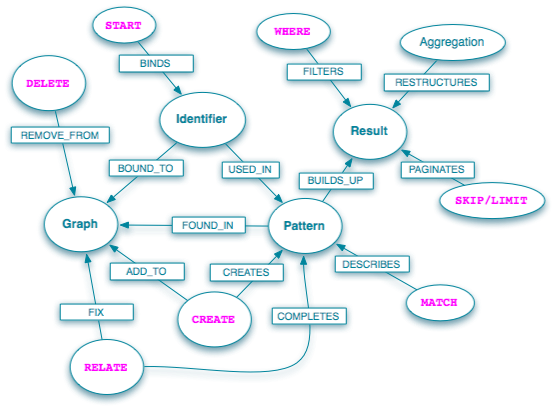 START
WHERE
Aggregation
BINDS
FILTERS
RESTRUCTURES
DELETE
Identifier
Result
REMOVE_FROM
BOUND_TO
USED_IN
BUILDS_UP
PAGINATES
SKIP/LIMIT
Graph
FOUND_IN
Pattern
ADD_TO
CREATES
DESCRIBES
MATCH
FIX
CREATE
COMPLETES
RELATE